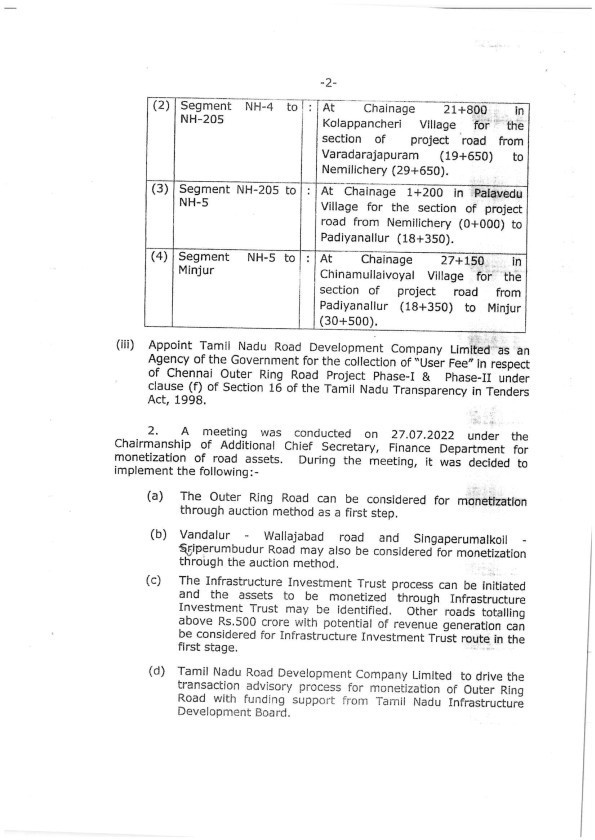 -2-
(2) Segment NH-4 to : At Chainage 21+800 in
NH-205 Kolappancheri Village for the
section of project road from
Varadarajapuram (19+650) to
Nemilichery (29+650).
(3) Segment NH-205 to : At Chainage 1+200 in Palavedu
NH-5 Village for the section of project
road from Nemilichery (0+000) to
Padiyanallur (18+350).
(4) Segment NH-5 to : At Chainage 27+150 in
Minjur Chinamullaivoyal Village for the
section of project road from
Padiyanallur (18+350) to Minjur
(30+500).
(iii) Appoint Tamil Nadu Road Development Company Limited as an
Agency of the Government for the collection of "User Fee" in respect
of Chennai Outer Ring Road Project Phase-I & Phase-II under
clause (f) of Section 16 of the Tamil Nadu Transparency in Tenders
Act, 1998.
2. A meeting was conducted on 27.07.2022 under the
Chairmanship of Additional Chief Secretary, Finance Department for
monetization of road assets. During the meeting, it was decided to
implement the following:-
(a) The Outer Ring Road can be considered for monetization
through auction method as a first step.
(b) Vandalur - Wallajabad road and Singaperumalkoil -
Sriperumbudur Road may also be considered for monetization
through the auction method.
(c) The Infrastructure Investment Trust process can be initiated
and the assets to be monetized through Infrastructure
Investment Trust may be identified. Other roads totalling
above Rs.500 crore with potential of revenue generation can
be considered for Infrastructure Investment Trust route in the
first stage.
(d) Tamil Nadu Road Development Company Limited to drive the
transaction advisory process for monetization of Outer Ring
Road with funding support from Tamil Nadu Infrastructure
Development Board.